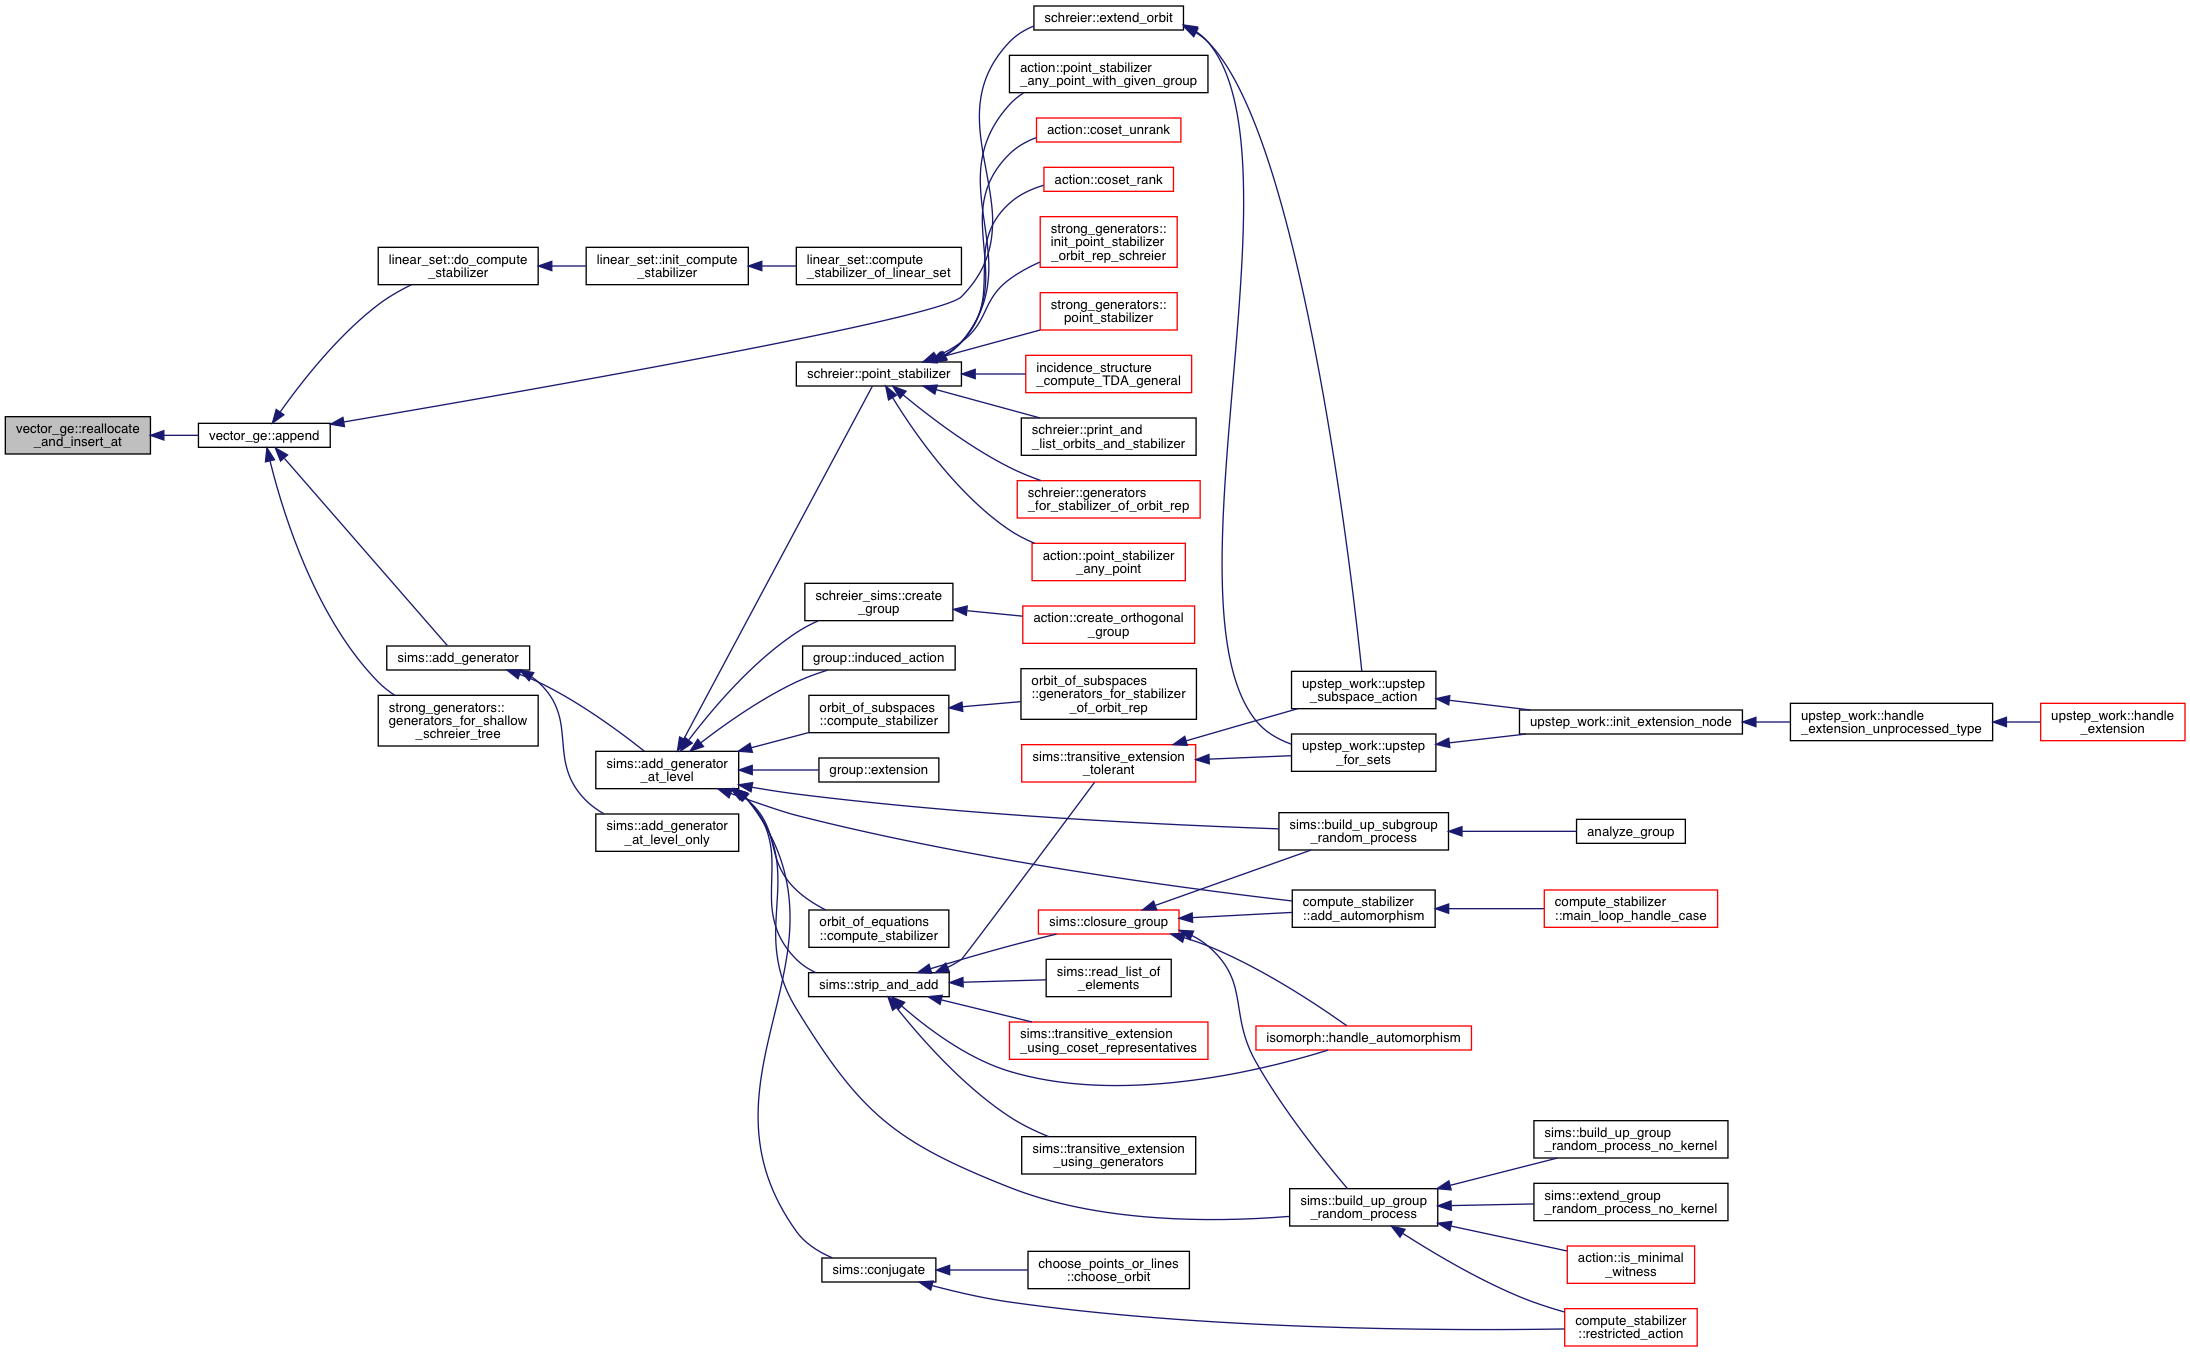 vector_ge::reallocate
_and_insert_at
vector_ge::append
linear_set::do_compute
_stabilizer
linear_set::init_compute
_stabilizer
linear_set::compute
_stabilizer_of_linear_set
sims::add_generator
strong_generators::
generators_for_shallow
_schreier_tree
sims::add_generator
_at_level
sims::add_generator
_at_level_only
schreier::point_stabilizer
schreier_sims::create
_group
group::induced_action
orbit_of_subspaces
::compute_stabilizer
group::extension
orbit_of_equations
::compute_stabilizer
sims::strip_and_add
sims::conjugate
schreier::extend_orbit
action::point_stabilizer
_any_point_with_given_group
action::coset_unrank
action::coset_rank
strong_generators::
init_point_stabilizer
_orbit_rep_schreier
strong_generators::
point_stabilizer
incidence_structure
_compute_TDA_general
schreier::print_and
_list_orbits_and_stabilizer
schreier::generators
_for_stabilizer_of_orbit_rep
action::point_stabilizer
_any_point
action::create_orthogonal
_group
orbit_of_subspaces
::generators_for_stabilizer
_of_orbit_rep
sims::transitive_extension
_tolerant
sims::closure_group
sims::read_list_of
_elements
sims::transitive_extension
_using_coset_representatives
sims::transitive_extension
_using_generators
choose_points_or_lines
::choose_orbit
upstep_work::upstep
_subspace_action
upstep_work::upstep
_for_sets
sims::build_up_subgroup
_random_process
compute_stabilizer
::add_automorphism
isomorph::handle_automorphism
sims::build_up_group
_random_process
upstep_work::init_extension_node
analyze_group
compute_stabilizer
::main_loop_handle_case
sims::build_up_group
_random_process_no_kernel
sims::extend_group
_random_process_no_kernel
action::is_minimal
_witness
compute_stabilizer
::restricted_action
upstep_work::handle
_extension_unprocessed_type
upstep_work::handle
_extension